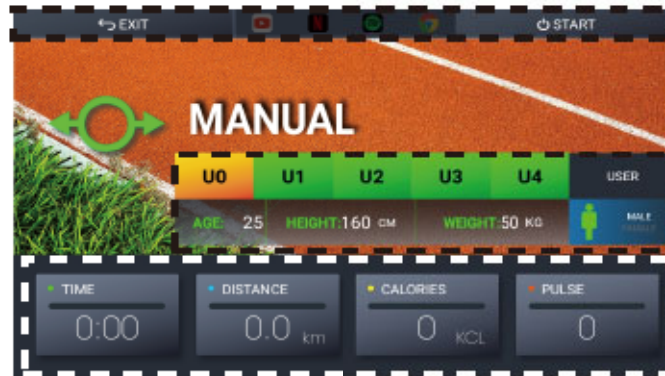 EXIT
START
MANUAL
U0 U1 U2 U3 U4 USER
AGE: 25 HEIGHT:160 CM WEIGHT:50 KG MALE
FEMALE
TIME DISTANCE CALORIES PULSE
0:00 0.0 km 0 KCL 0